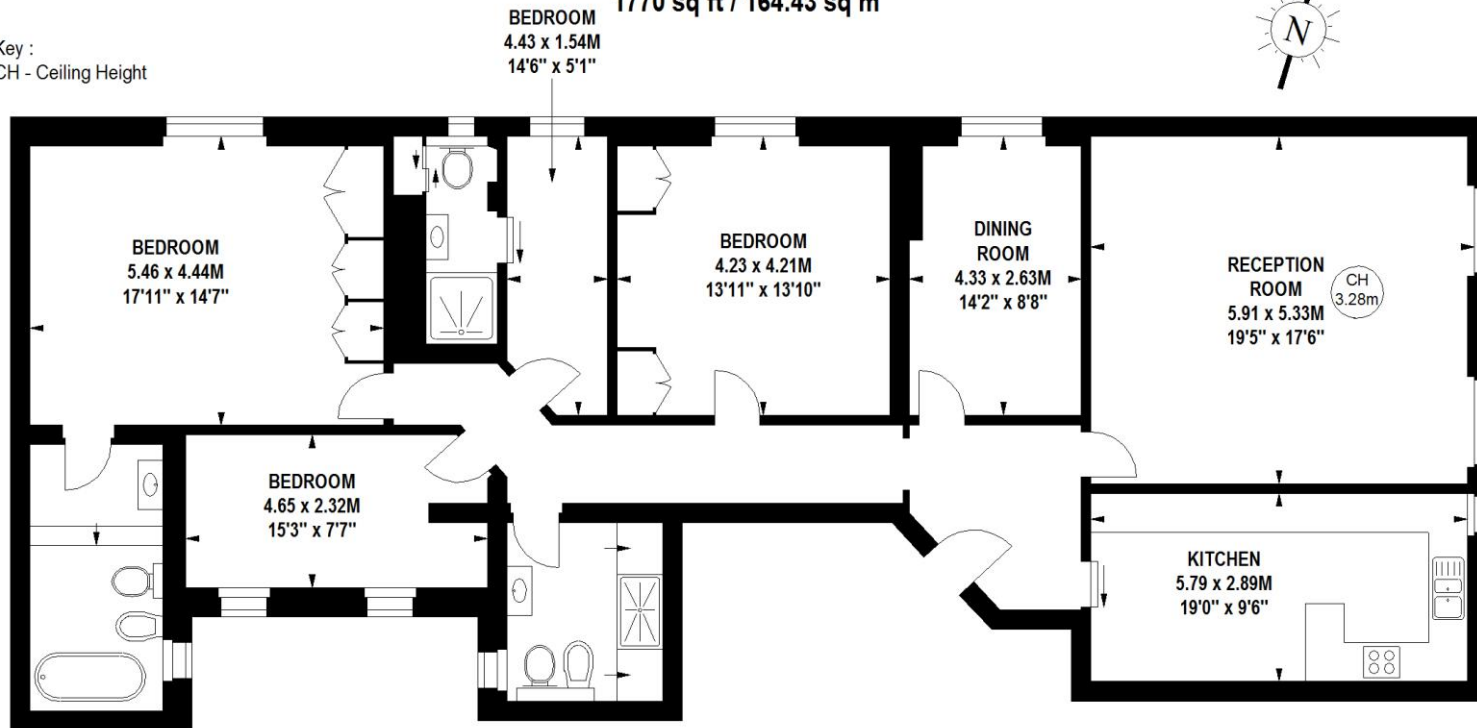 1770 sq ft / 164.43 sq m
Key :
CH - Ceiling Height
BEDROOM
4.43 x 1.54M
14'6" x 5'1"
N
BEDROOM
5.46 x 4.44M
17'11" x 14'7"
BEDROOM
4.23 x 4.21M
13'11" x 13'10"
DINING
ROOM
4.33 x 2.63M
14'2" x 8'8"
RECEPTION
ROOM
5.91 x 5.33M
19'5" x 17'6"
CH
3.28m
BEDROOM
4.65 x 2.32M
15'3" x 7'7"
KITCHEN
5.79 x 2.89M
19'0" x 9'6"